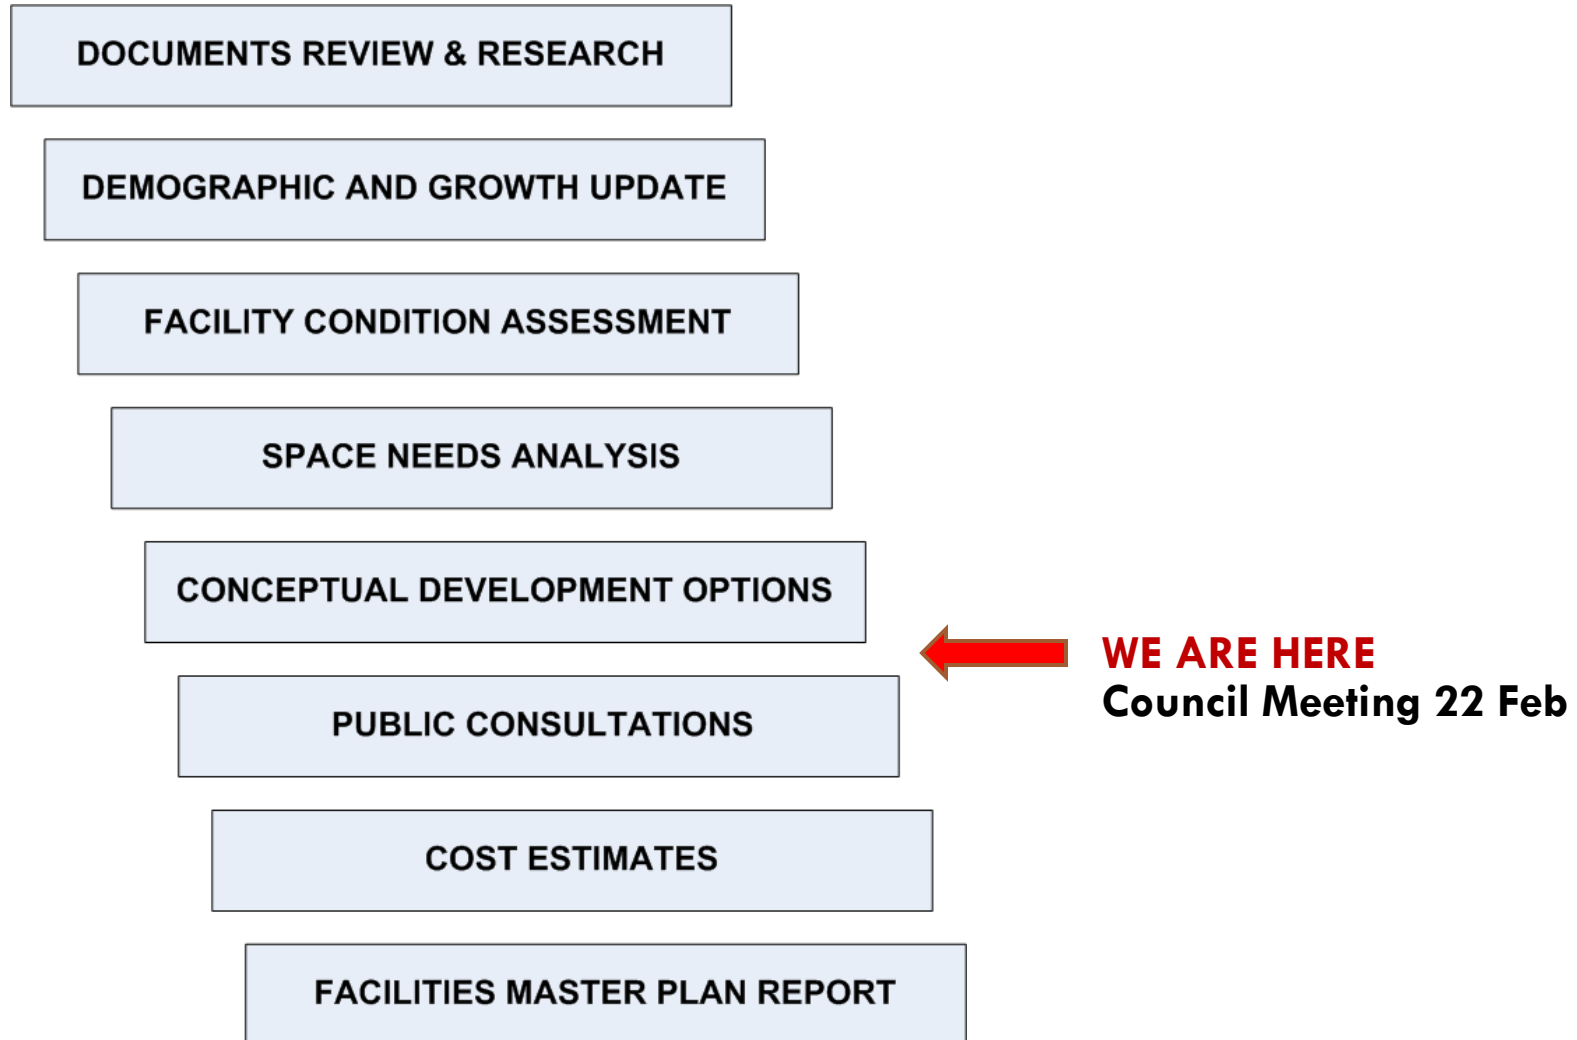 DOCUMENTS REVIEW & RESEARCH
DEMOGRAPHIC AND GROWTH UPDATE
FACILITY CONDITION ASSESSMENT
SPACE NEEDS ANALYSIS
CONCEPTUAL DEVELOPMENT OPTIONS
WE ARE HERE
Council Meeting 22 Feb
PUBLIC CONSULTATIONS
COST ESTIMATES
FACILITIES MASTER PLAN REPORT